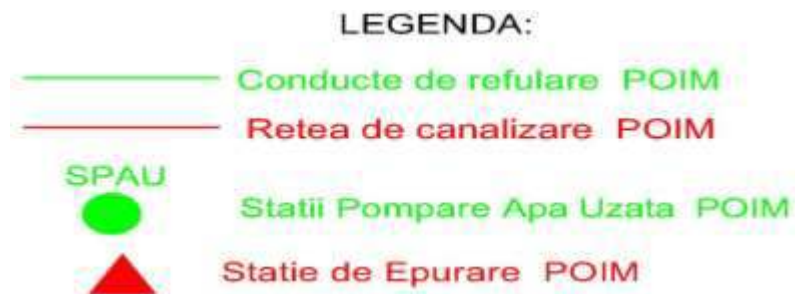 LEGENDA:
Conducte de refulare POIM
Retea de canalizare POIM
SPAU
Statii Pompare Apa Uzata POIM
Statie de Epurare POIM